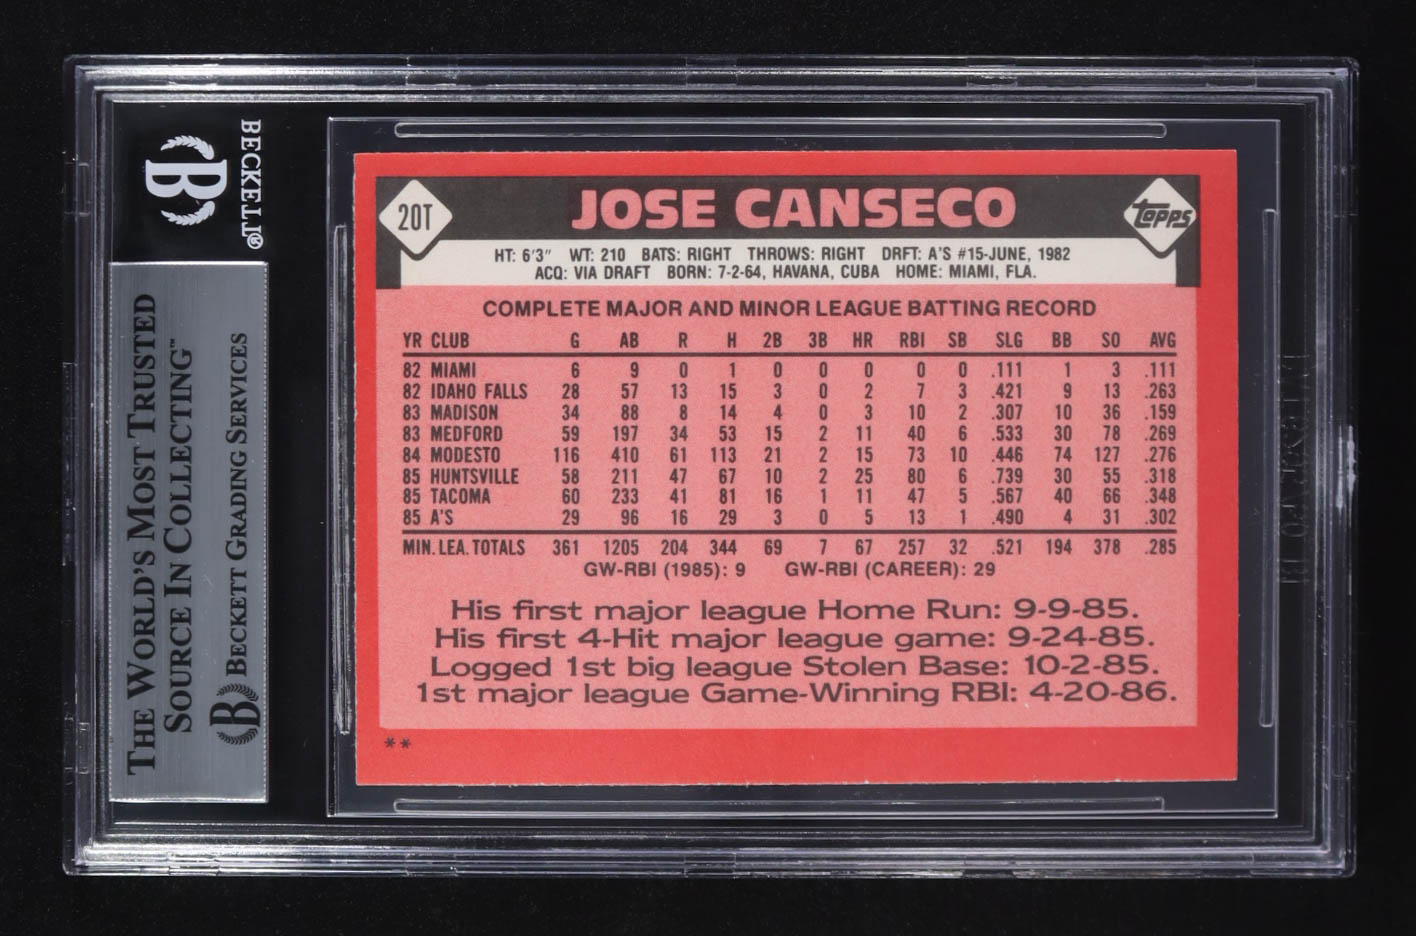 BECKETT®
B
THE WORLD'S MOST TRUSTED
SOURCE IN COLLECTING™
B BECKETT GRADING SERVICES
20T
JOSE CANSECO
Topps
HT: 6'3" WT: 210 BATS: RIGHT THROWS: RIGHT DRFT: A'S #15-JUNE, 1982
ACQ: VIA DRAFT BORN: 7-2-64, HAVANA, CUBA HOME: MIAMI, FLA.
COMPLETE MAJOR AND MINOR LEAGUE BATTING RECORD
YR CLUB G AB R H 2B 3B HR RBI SB SLG BB SO AVG
82 MIAMI 6 9 0 1 0 0 0 0 0 .111 1 3 .111
82 IDAHO FALLS 28 57 13 15 3 0 2 7 3 .421 9 13 .263
83 MADISON 34 88 8 14 4 0 3 10 2 .307 10 36 .159
83 MEDFORD 59 197 34 53 15 2 11 40 6 .533 30 78 .269
84 MODESTO 116 410 61 113 21 2 15 73 10 .446 74 127 .276
85 HUNTSVILLE 58 211 47 67 10 2 25 80 6 .739 30 55 .318
85 TACOMA 60 233 41 81 16 1 11 47 5 .567 40 66 .348
85 A'S 29 96 16 29 3 0 5 13 1 .490 4 31 .302
MIN. LEA. TOTALS 361 1205 204 344 69 7 67 257 32 .521 194 378 .285
GW-RBI (1985): 9 GW-RBI (CAREER): 29
His first major league Home Run: 9-9-85.
His first 4-Hit major league game: 9-24-85.
Logged 1st big league Stolen Base: 10-2-85.
1st major league Game-Winning RBI: 4-20-86.
**